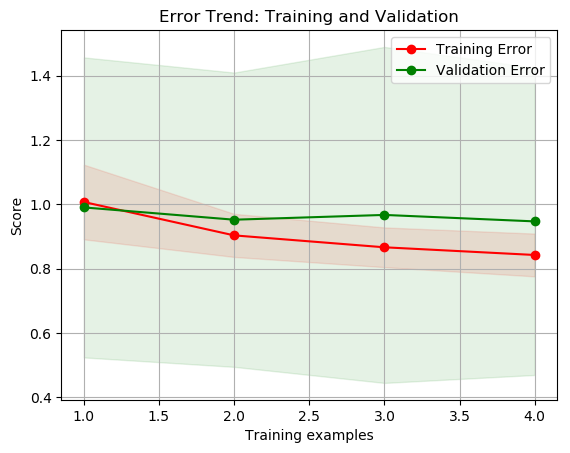 Error Trend: Training and Validation
Training Error
Validation Error
Score
1.4
1.2
1.0
0.8
0.6
0.4
1.0
1.5
2.0
2.5
3.0
3.5
4.0
Training examples